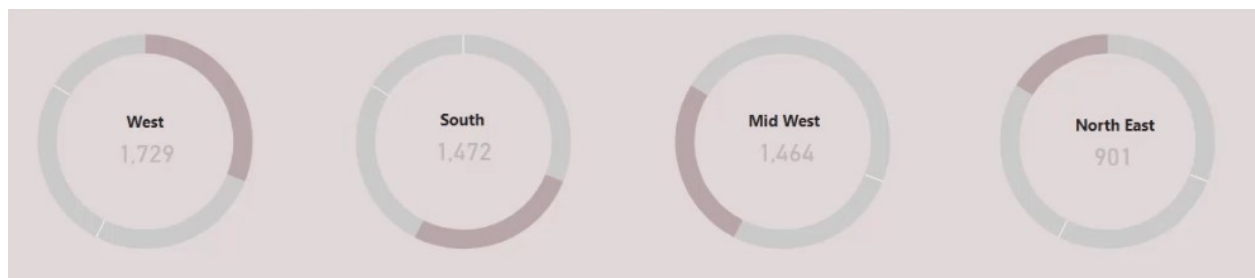 West
1,729
South
1,472
Mid West
1,464
North East
901